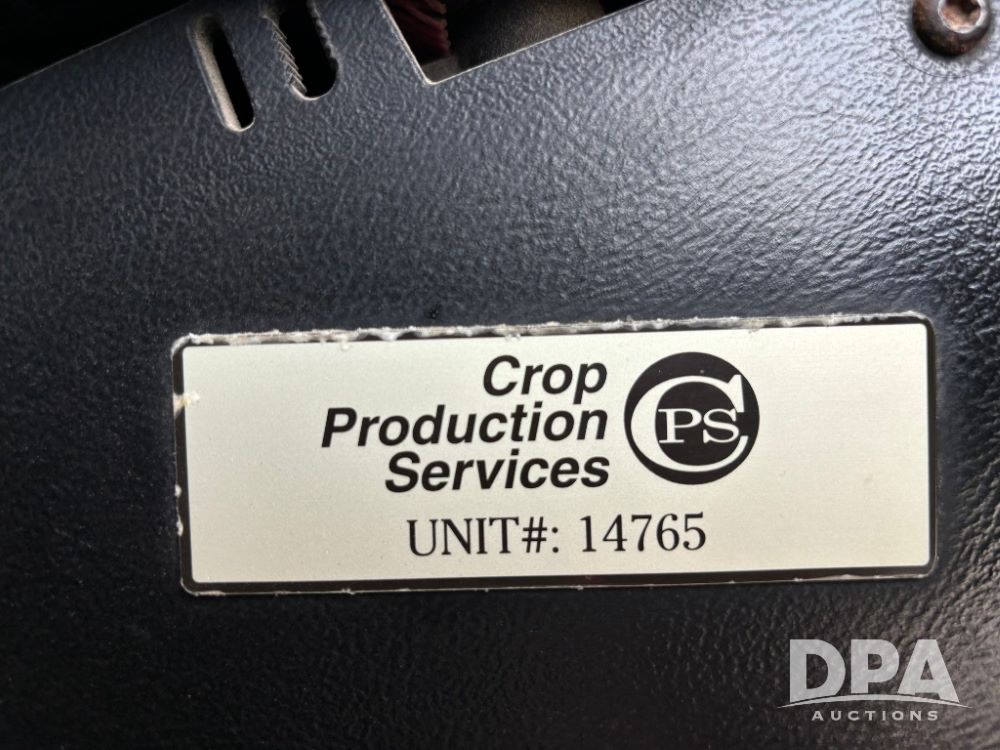 Crop
Production
Services
CPS
UNIT#: 14765
DPA
AUCTIONS